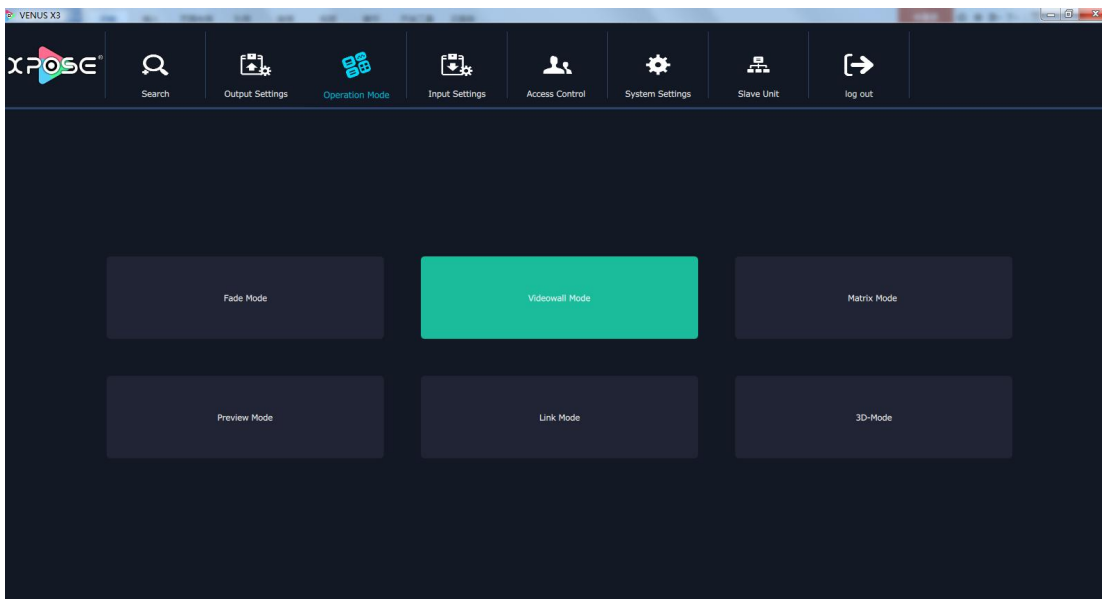 VENUS X3
XPOSE®
Search
Output Settings
Operation Mode
Input Settings
Access Control
System Settings
Slave Unit
log out
Fade Mode
Videowall Mode
Matrix Mode
Preview Mode
Link Mode
3D-Mode